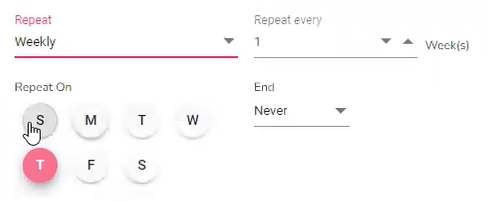 Repeat Repeat every
Weekly 1 Week(s)
Repeat On End
S M T W Never
T F S